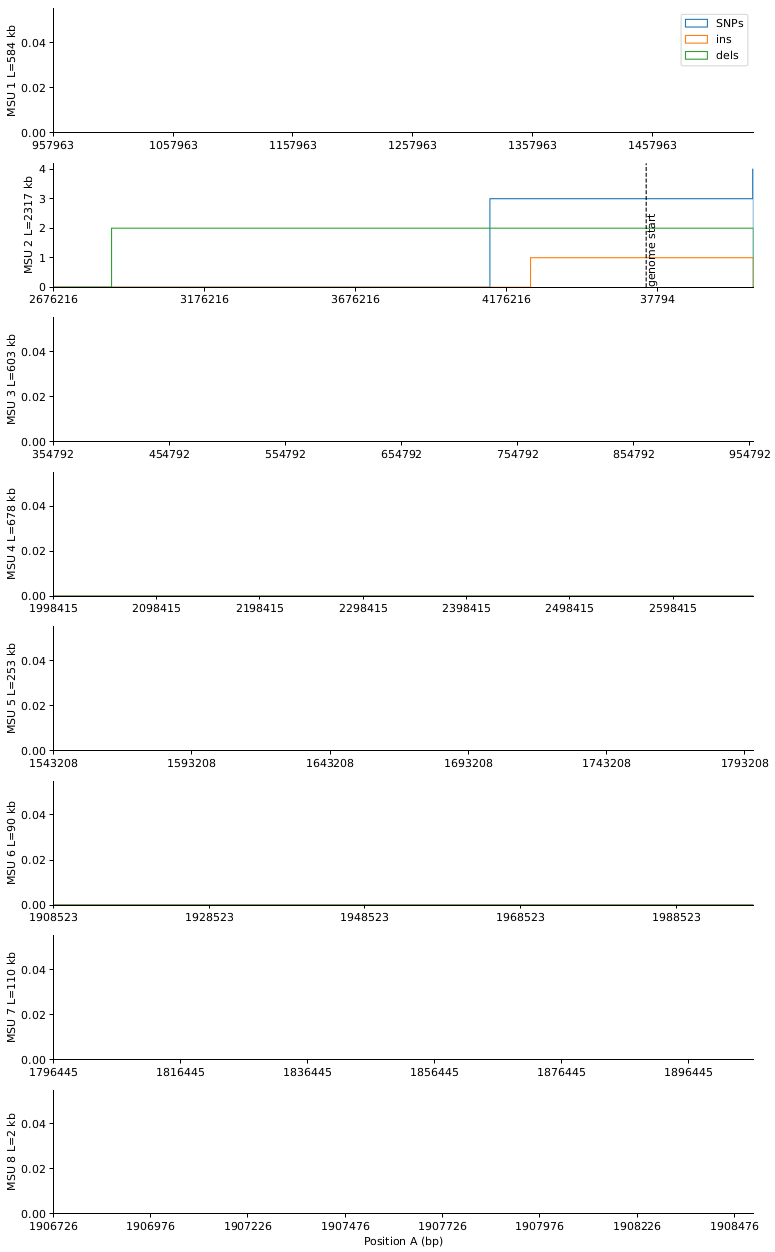 MSU 1 L=584 kb
0.04
0.02
0.00
SNPs
ins
dels
957963 1057963 1157963 1257963 1357963 1457963
MSU 2 L=2317 kb
4
3
2
1
0
genome start
2676216 3176216 3676216 4176216 37794
MSU 3 L=603 kb
0.04
0.02
0.00
354792 454792 554792 654792 754792 854792 954792
MSU 4 L=678 kb
0.04
0.02
0.00
1998415 2098415 2198415 2298415 2398415 2498415 2598415
MSU 5 L=253 kb
0.04
0.02
0.00
1543208 1593208 1643208 1693208 1743208 1793208
MSU 6 L=90 kb
0.04
0.02
0.00
1908523 1928523 1948523 1968523 1988523
MSU 7 L=110 kb
0.04
0.02
0.00
1796445 1816445 1836445 1856445 1876445 1896445
MSU 8 L=2 kb
0.04
0.02
0.00
1906726 1906976 1907226 1907476 1907726 1907976 1908226 1908476
Position A (bp)